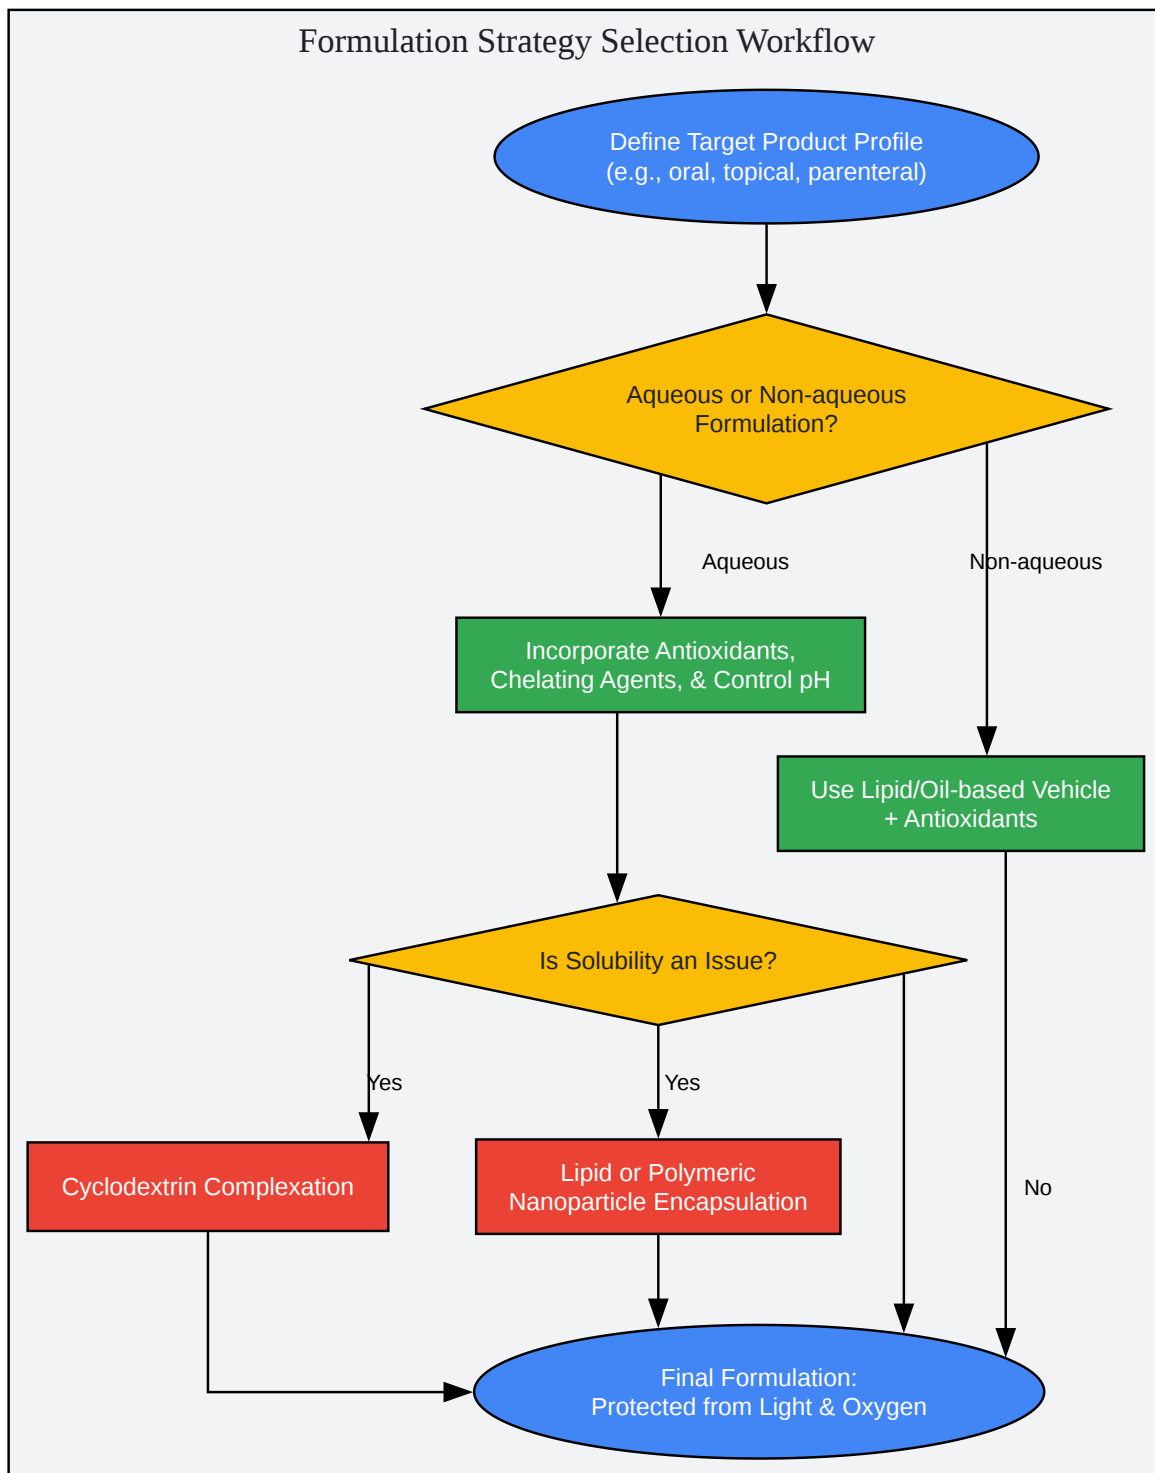 Formulation Strategy Selection Workflow
Define Target Product Profile
(e.g., oral, topical, parenteral)
Aqueous or Non-aqueous
Formulation?
Aqueous
Non-aqueous
Incorporate Antioxidants,
Chelating Agents, & Control pH
Use Lipid/Oil-based Vehicle
+ Antioxidants
Is Solubility an Issue?
Yes
Yes
Cyclodextrin Complexation
Lipid or Polymeric
Nanoparticle Encapsulation
No
Final Formulation:
Protected from Light & Oxygen